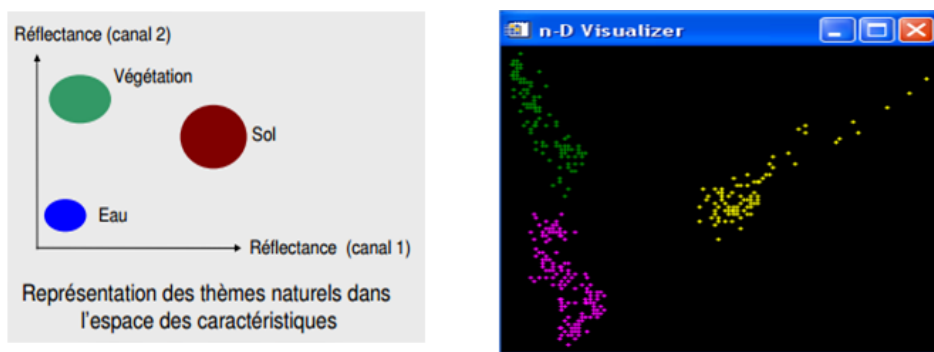 Réflectance (canal 2)
Végétation
Sol
Eau
Réflectance (canal 1)
Représentation des thèmes naturels dans
l'espace des caractéristiques
n-D Visualizer